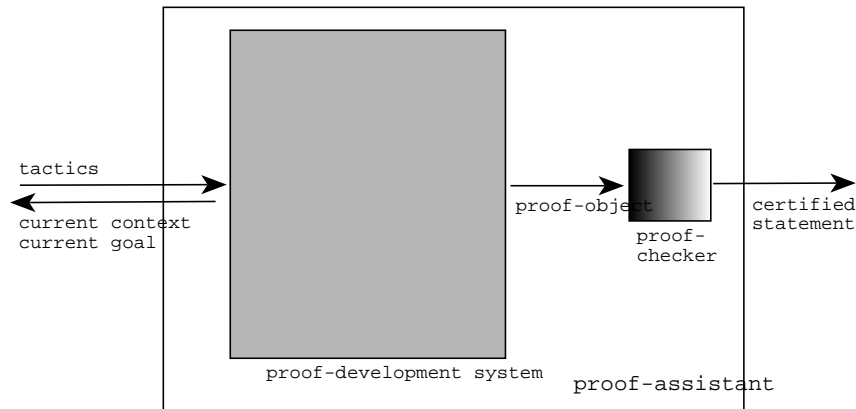 tactics
current context
current goal
proof-object
proof-
checker
certified
statement
proof-development system
proof-assistant